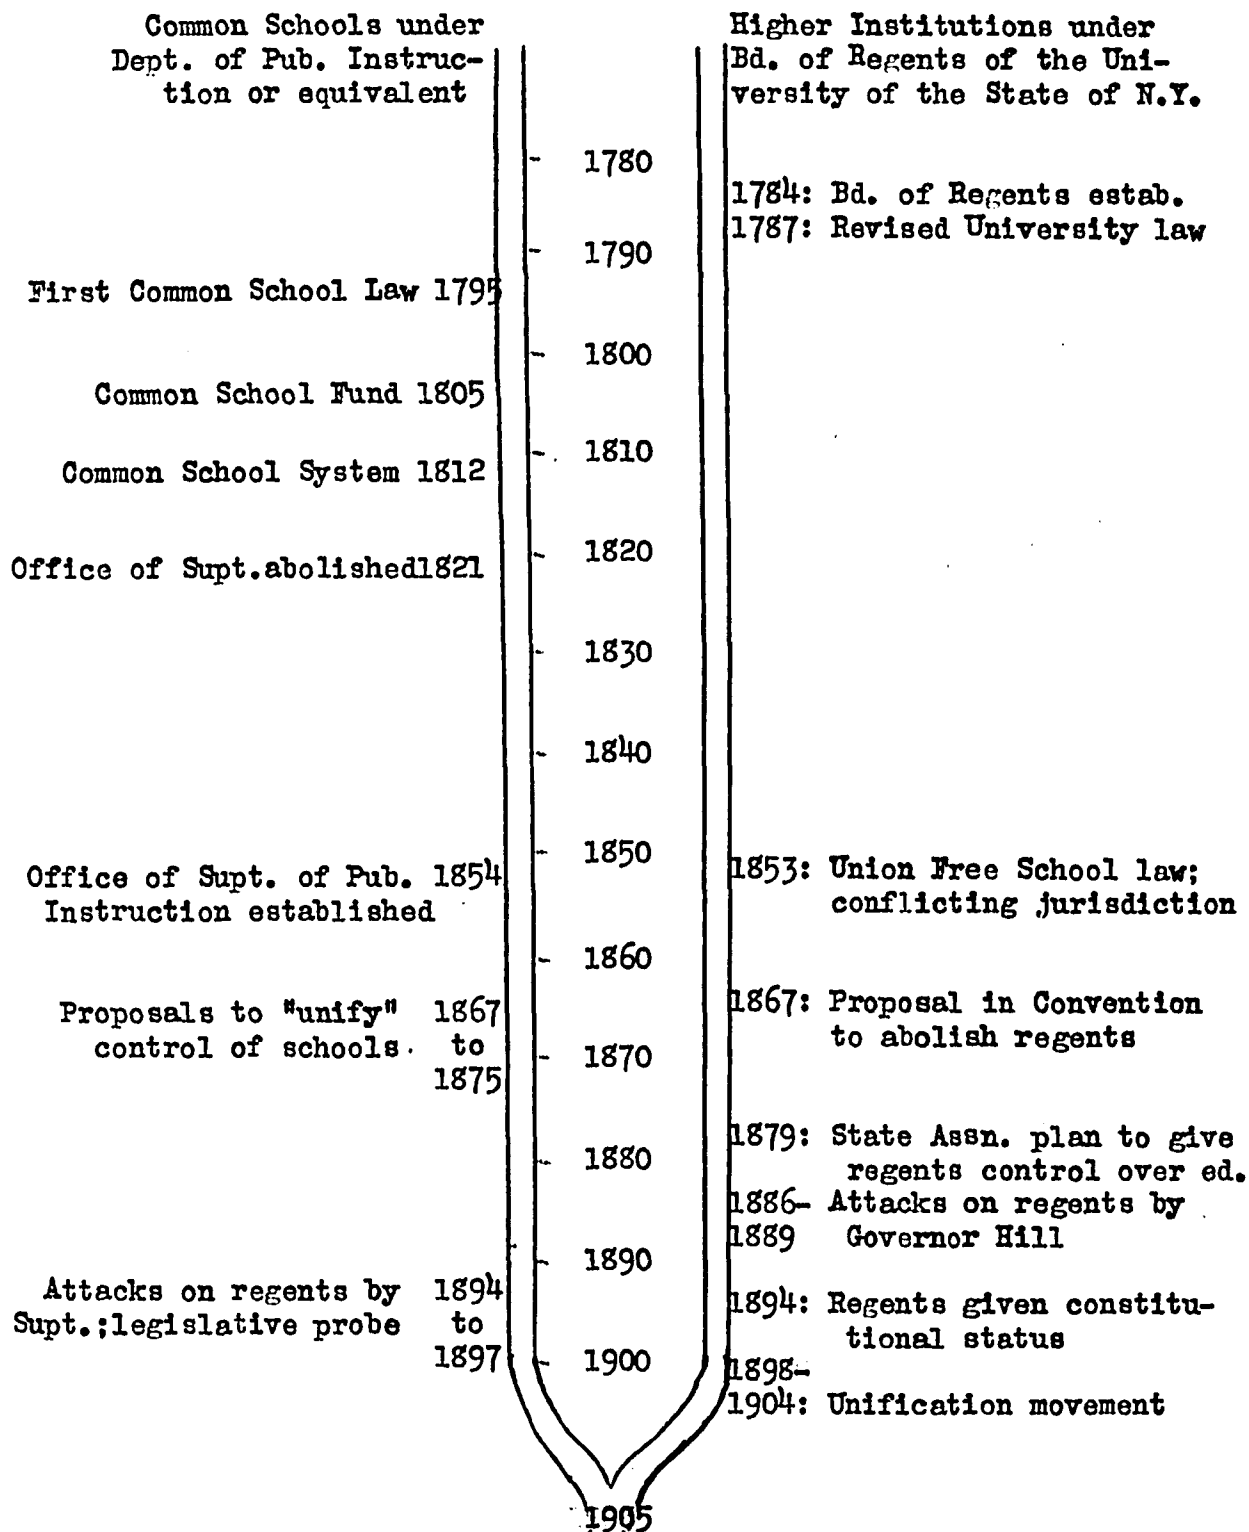 Common Schools under
Dept. of Pub. Instruc-
tion or equivalent
Higher Institutions under
Bd. of Regents of the Uni-
versity of the State of N.Y.
1780
1784: Bd. of Regents estab.
1787: Revised University law
1790
First Common School Law 1795
1800
Common School Fund 1805
1810
Common School System 1812
1820
Office of Supt.abolished1821
1830
1840
1850
Office of Supt. of Pub. 1854
Instruction established
1853: Union Free School law;
conflicting jurisdiction
1860
Proposals to "unify" 1867
control of schools. to
1875
1867: Proposal in Convention
to abolish regents
1870
1879: State Assn. plan to give
regents control over ed.
1880
1886- Attacks on regents by
1889 Governor Hill
1890
Attacks on regents by 1894
Supt.;legislative probe to
1897
1894: Regents given constitu-
tional status
1900
1898-
1904: Unification movement
1905